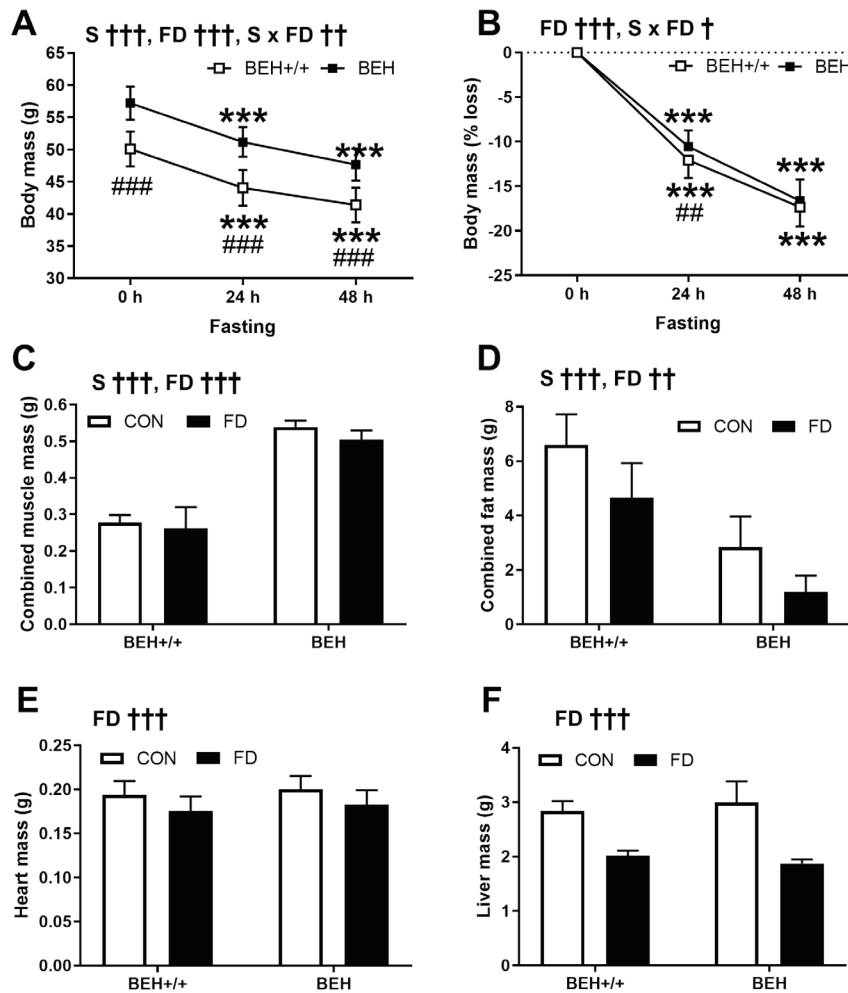 A
S †††, FD †††, S x FD ††
BEH+/+ BEH
Body mass (g)
65
60
55
50
45
40
35
30
***
***
###
***
###
***
###
0 h 24 h 48 h
Fasting
B
FD †††, S x FD †
BEH+/+ BEH
Body mass (% loss)
0
-5
-10
-15
-20
-25
***
***
##
***
***
0 h 24 h 48 h
Fasting
C
S †††, FD †††
CON FD
Combined muscle mass (g)
0.6
0.5
0.4
0.3
0.2
0.1
0.0
BEH+/+ BEH
D
S †††, FD ††
CON FD
Combined fat mass (g)
8
6
4
2
0
BEH+/+ BEH
E
FD †††
CON FD
Heart mass (g)
0.25
0.20
0.15
0.10
0.05
0.00
BEH+/+ BEH
F
FD †††
CON FD
Liver mass (g)
4
3
2
1
0
BEH+/+ BEH